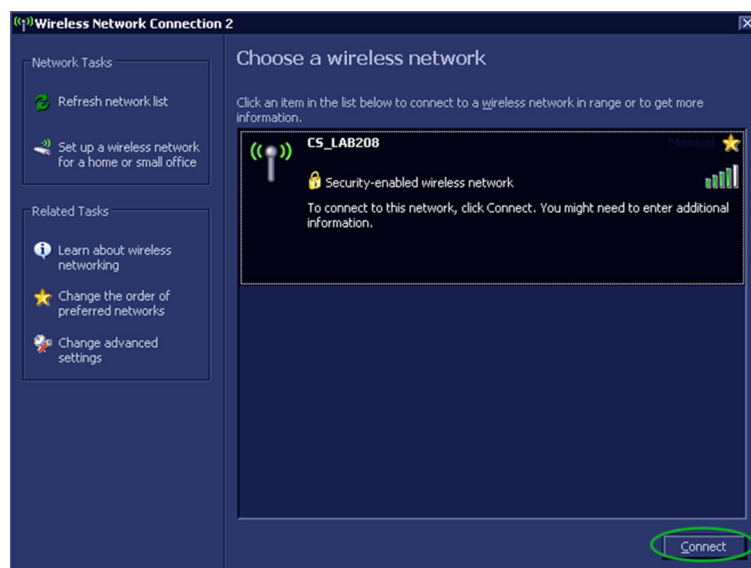 Wireless Network Connection 2
Network Tasks
Refresh network list
Set up a wireless network
for a home or small office
Related Tasks
Learn about wireless
networking
Change the order of
preferred networks
Change advanced
settings
Choose a wireless network
Click an item in the list below to connect to a wireless network in range or to get more
information.
CS_LAB208
Manual
Security-enabled wireless network
To connect to this network, click Connect. You might need to enter additional
information.
Connect